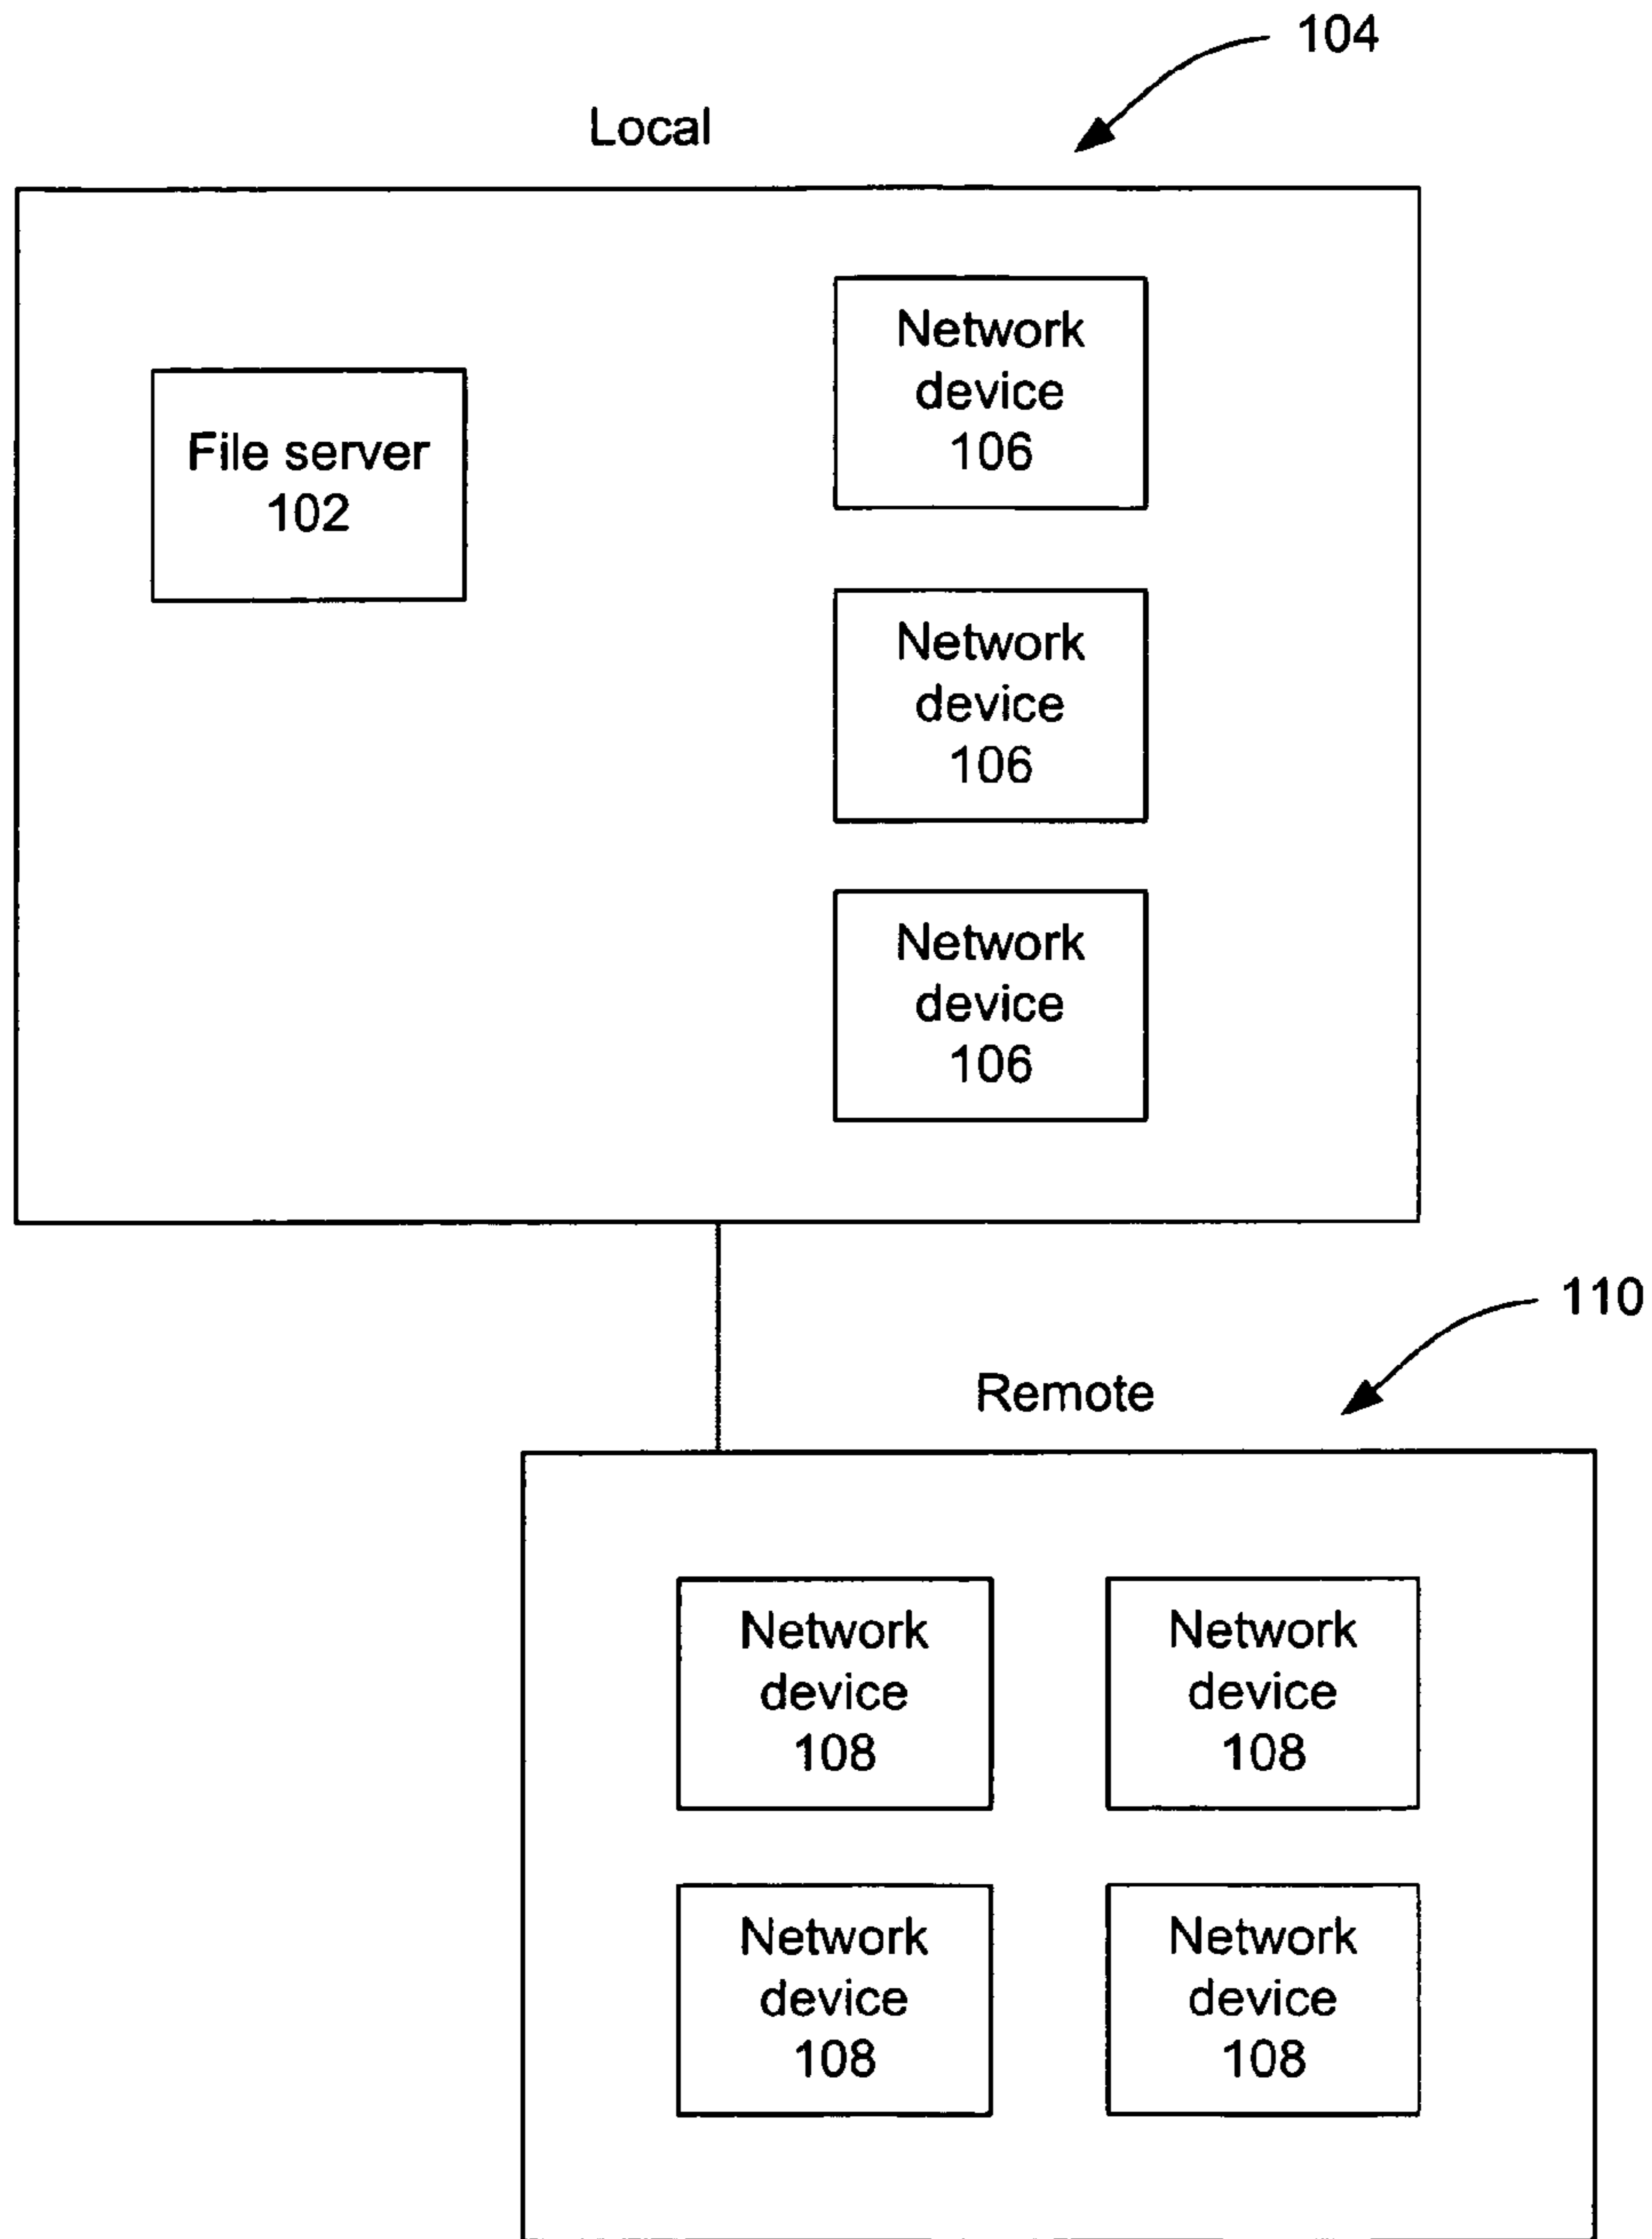 104
Local
Network
device
106
File server
102
Network
device
106
Network
device
106
110
Remote
Network
device
108
Network
device
108
Network
device
108
Network
device
108